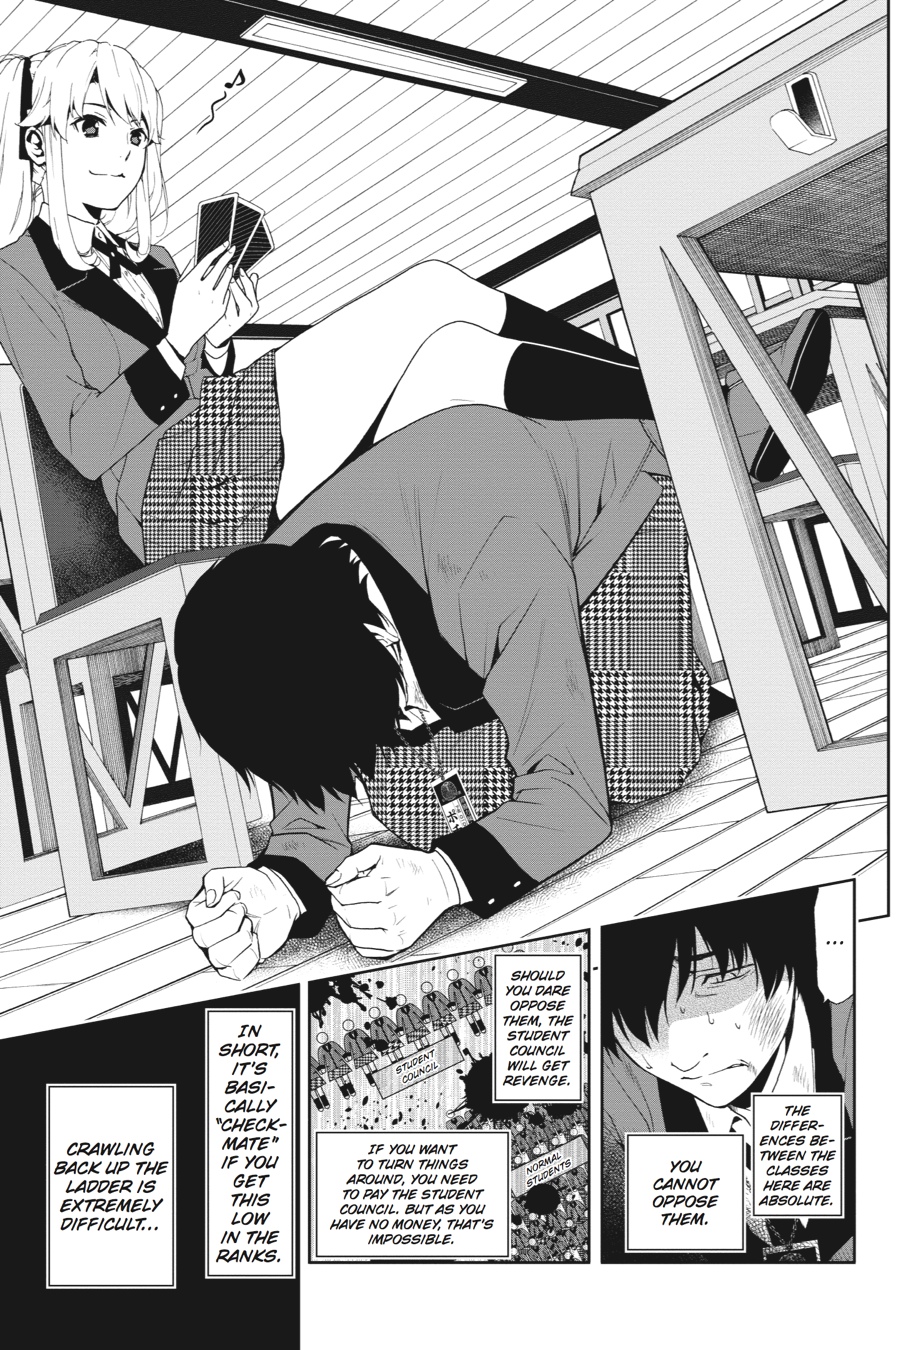 ポチ
...
THE
DIFFER-
ENCES BE-
TWEEN THE
CLASSES
HERE ARE
ABSOLUTE.
YOU
CANNOT
OPPOSE
THEM.
SHOULD
YOU DARE
OPPOSE
THEM, THE
STUDENT
COUNCIL
WILL GET
REVENGE.
STUDENT
COUNCIL
NORMAL
STUDENTS
IF YOU WANT
TO TURN THINGS
AROUND, YOU NEED
TO PAY THE STUDENT
COUNCIL. BUT AS YOU
HAVE NO MONEY, THAT'S
IMPOSSIBLE.
IN
SHORT,
IT'S
BASI-
CALLY
"CHECK-
MATE"
IF YOU
GET
THIS
LOW
IN THE
RANKS.
CRAWLING
BACK UP THE
LADDER IS
EXTREMELY
DIFFICULT...